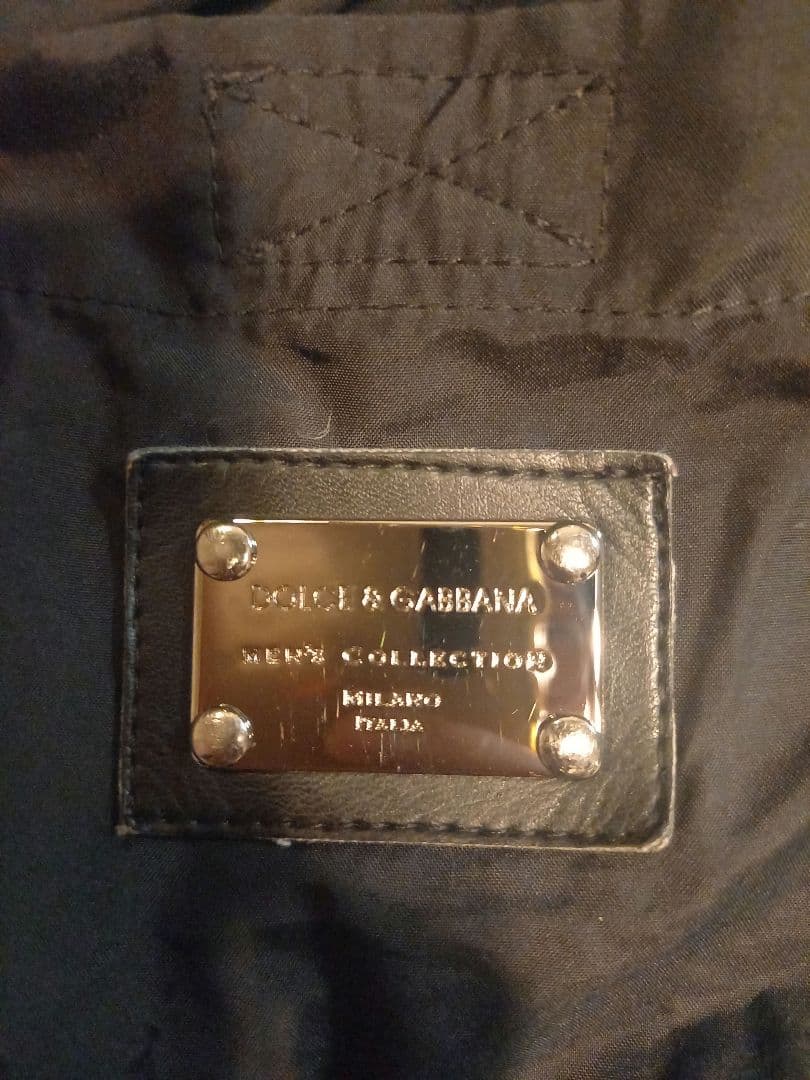 DOLCE & GABBANA
MEN'S COLLECTION
MILANO
ITALIA